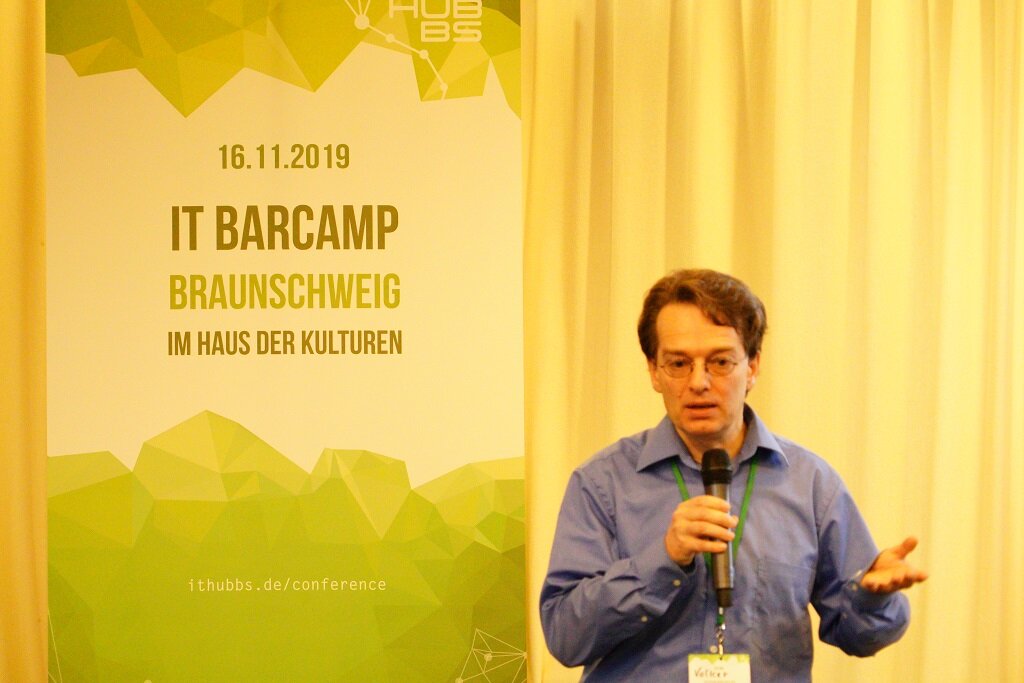 HUB
BS
16.11.2019
IT BARCAMP
BRAUNSCHWEIG
IM HAUS DER KULTUREN
ithubbs.de/conference
Volker